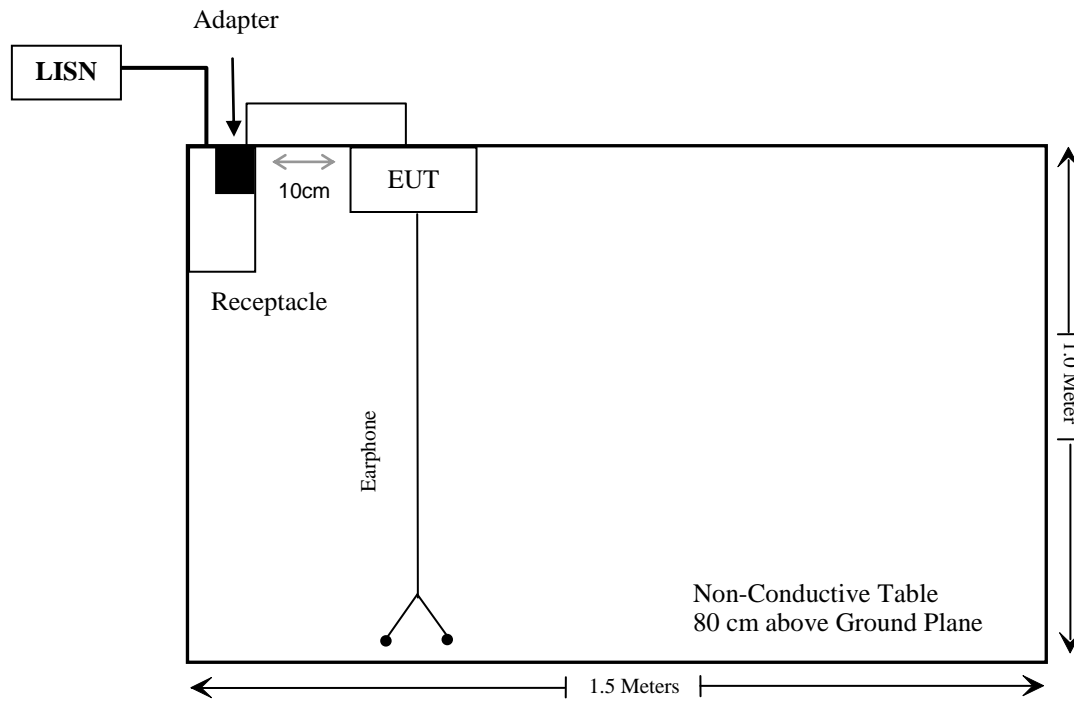 Adapter
LISN
EUT
10cm
Receptacle
Earphone
1.0 Meter
Non-Conductive Table
80 cm above Ground Plane
1.5 Meters